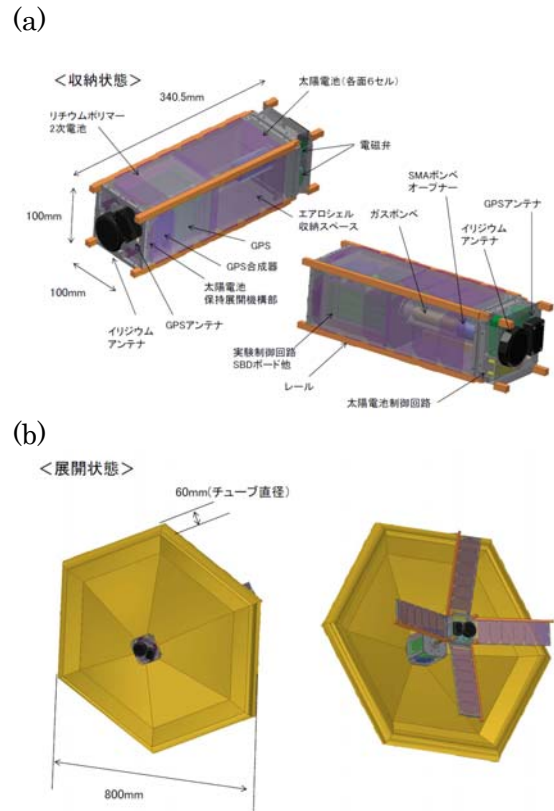 (a)
<収納状態>
340.5mm
太陽電池(各面6セル)
リチウムポリマー
2次電池
電磁弁
100mm
100mm
SMAボンベ
オープナー
GPSアンテナ
エアロシェル
収納スペース
ガスボンベ
イリジウム
アンテナ
GPS
GPS合成器
太陽電池
保持展開機構部
GPSアンテナ
イリジウム
アンテナ
実験制御回路
SBDボード他
レール
太陽電池制御回路
(b)
<展開状態>
60mm(チューブ直径)
800mm